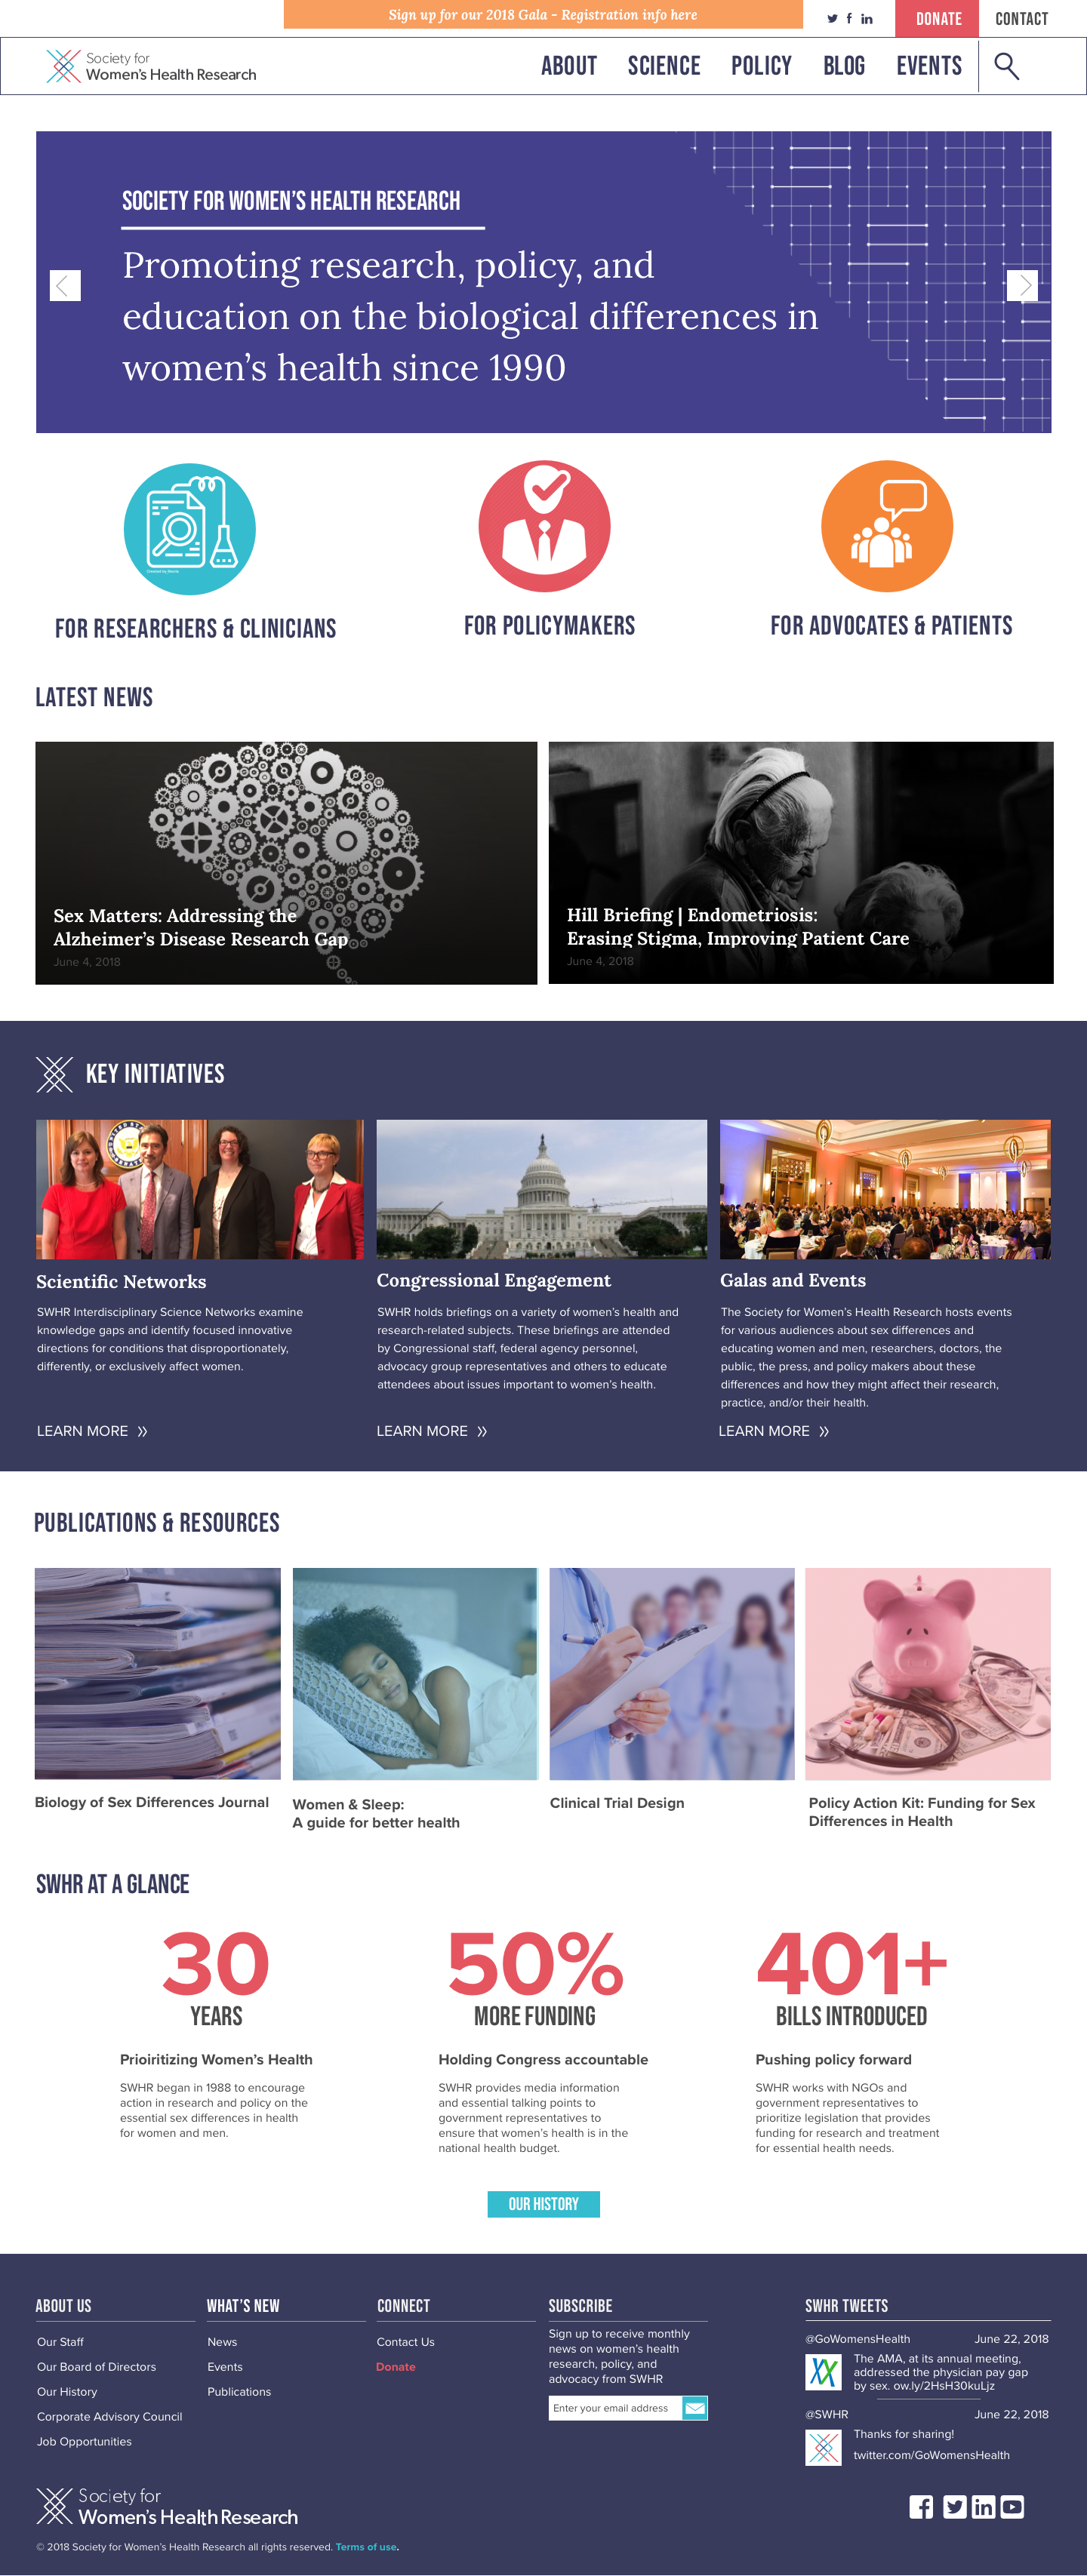 Sign up for our 2018 Gala - Registration info here
DONATE
CONTACT
Society for
Women's Health Research
ABOUT
SCIENCE
POLICY
BLOG
EVENTS
SOCIETY FOR WOMEN'S HEALTH RESEARCH
Promoting research, policy, and
education on the biological differences in
women's health since 1990
FOR RESEARCHERS & CLINICIANS
FOR POLICYMAKERS
FOR ADVOCATES & PATIENTS
LATEST NEWS
Sex Matters: Addressing the
Alzheimer's Disease Research Gap
June 4, 2018
Hill Briefing | Endometriosis:
Erasing Stigma, Improving Patient Care
June 4, 2018
KEY INITIATIVES
Scientific Networks
SWHR Interdisciplinary Science Networks examine
knowledge gaps and identify focused innovative
directions for conditions that disproportionately,
differently, or exclusively affect women.
LEARN MORE
Congressional Engagement
SWHR holds briefings on a variety of women's health and
research-related subjects. These briefings are attended
by Congressional staff, federal agency personnel,
advocacy group representatives and others to educate
attendees about issues important to women's health.
LEARN MORE
Galas and Events
The Society for Women's Health Research hosts events
for various audiences about sex differences and
educating women and men, researchers, doctors, the
public, the press, and policy makers about these
differences and how they might affect their research,
practice, and/or their health.
LEARN MORE
PUBLICATIONS & RESOURCES
Biology of Sex Differences Journal
Women & Sleep:
A guide for better health
Clinical Trial Design
Policy Action Kit: Funding for Sex
Differences in Health
SWHR AT A GLANCE
30
YEARS
Prioiritizing Women's Health
SWHR began in 1988 to encourage
action in research and policy on the
essential sex differences in health
for women and men.
50%
MORE FUNDING
Holding Congress accountable
SWHR provides media information
and essential talking points to
government representatives to
ensure that women's health is in the
national health budget.
401+
BILLS INTRODUCED
Pushing policy forward
SWHR works with NGOs and
government representatives to
prioritize legislation that provides
funding for research and treatment
for essential health needs.
OUR HISTORY
ABOUT US
Our Staff
Our Board of Directors
Our History
Corporate Advisory Council
Job Opportunities
WHAT'S NEW
News
Events
Publications
CONNECT
Contact Us
Donate
SUBSCRIBE
Sign up to receive monthly
news on women's health
research, policy, and
advocacy from SWHR
Enter your email address
SWHR TWEETS
@GoWomensHealth
June 22, 2018
The AMA, at its annual meeting,
addressed the physician pay gap
by sex. ow.ly/2HsH30kuLjz
@SWHR
June 22, 2018
Thanks for sharing!
twitter.com/GoWomensHealth
Society for
Women's Health Research
© 2018 Society for Women's Health Research all rights reserved. Terms of use.